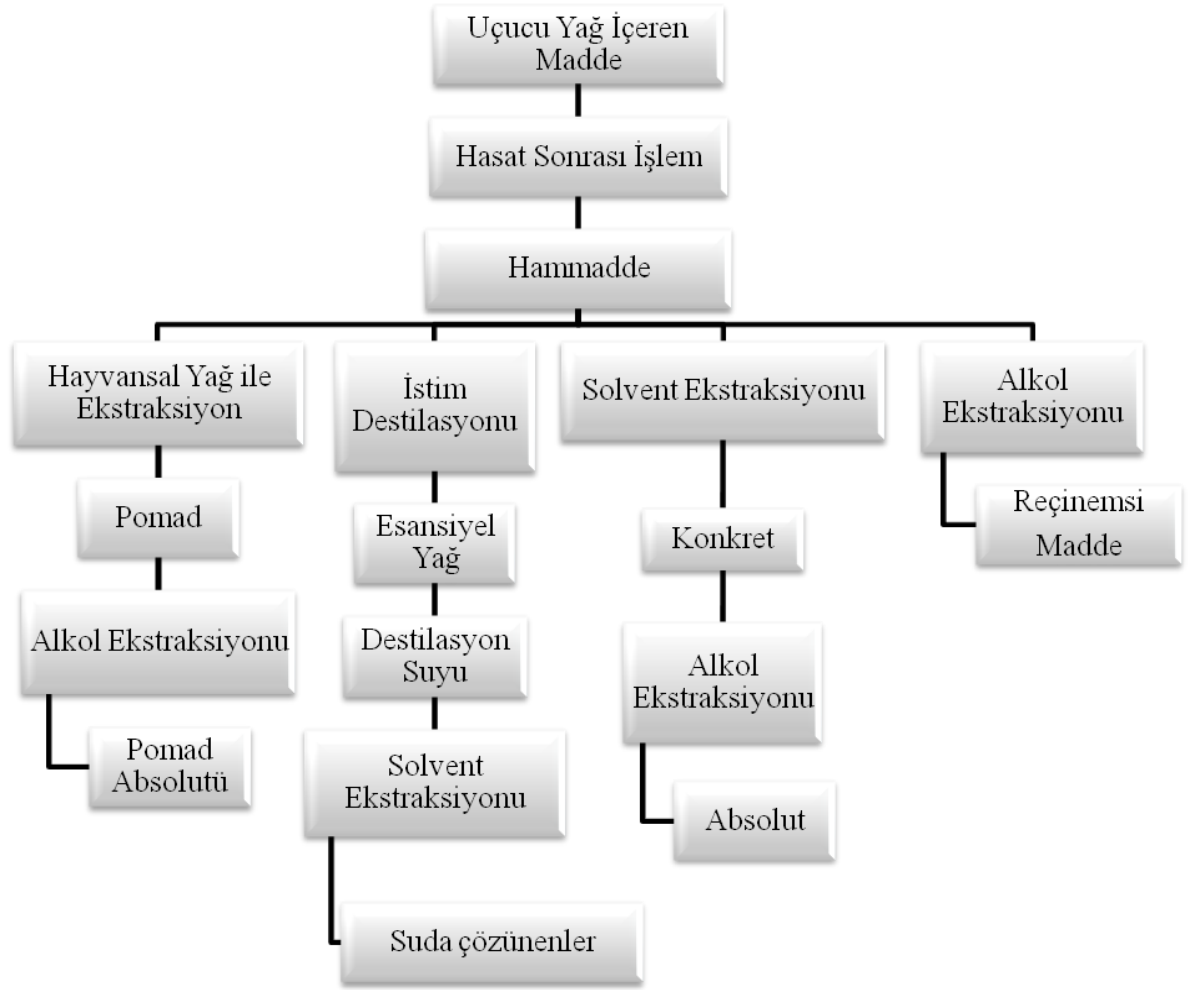 Uçucu Yağ İçeren
Madde
Hasat Sonrası İşlem
Hammadde
Hayvansal Yağ ile
Ekstraksiyon
Pomad
Alkol Ekstraksiyonu
Pomad
Absolutü
İstim
Destilasyonu
Esansiyel
Yağ
Destilasyon
Suyu
Solvent
Ekstraksiyonu
Suda çözünenler
Solvent Ekstraksiyonu
Konkret
Alkol
Ekstraksiyonu
Absolut
Alkol
Ekstraksiyonu
Reçinemsi
Madde